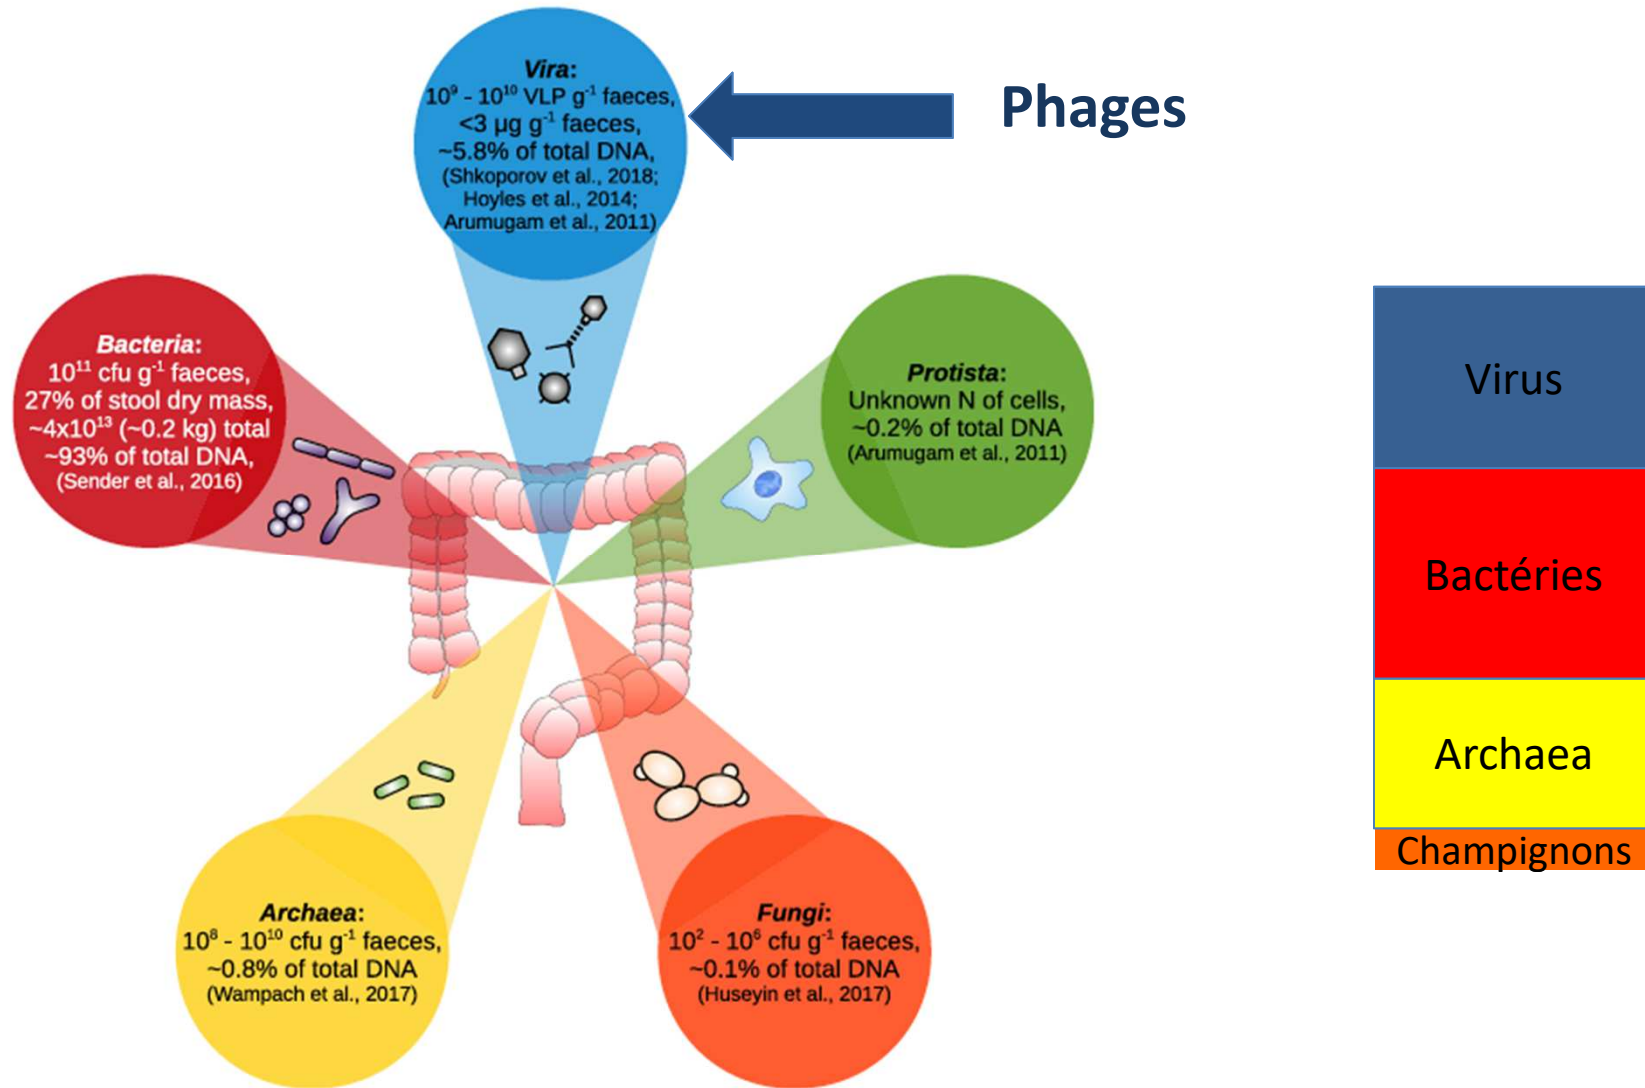 Vira:
10⁹ - 10¹⁰ VLP g⁻¹ faeces,
<3 µg g⁻¹ faeces,
~5.8% of total DNA,
(Shkoporov et al., 2018;
Hoyles et al., 2014;
Arumugam et al., 2011)
Phages
Bacteria:
10¹¹ cfu g⁻¹ faeces,
27% of stool dry mass,
~4x10¹³ (~0.2 kg) total
~93% of total DNA,
(Sender et al., 2016)
Protista:
Unknown N of cells,
~0.2% of total DNA
(Arumugam et al., 2011)
Archaea:
10⁸ - 10¹⁰ cfu g⁻¹ faeces,
~0.8% of total DNA
(Wampach et al., 2017)
Fungi:
10² - 10⁶ cfu g⁻¹ faeces,
~0.1% of total DNA
(Huseyin et al., 2017)
Virus
Bactéries
Archaea
Champignons